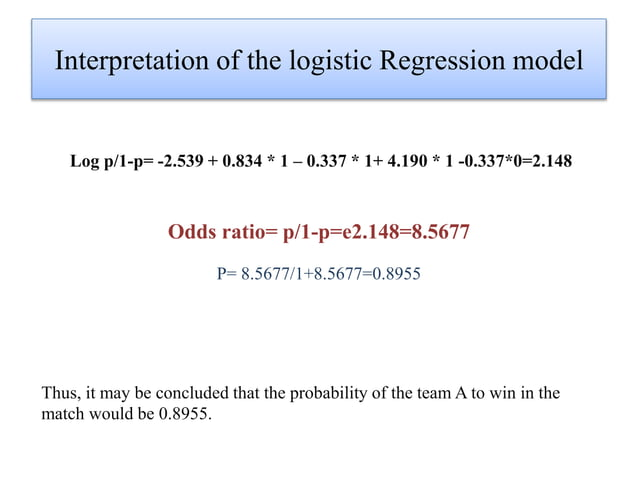 Interpretation of the logistic Regression model
Log p/1-p= -2.539 + 0.834 * 1 – 0.337 * 1+ 4.190 * 1 -0.337*0=2.148
Odds ratio= p/1-p=e2.148=8.5677
P= 8.5677/1+8.5677=0.8955
Thus, it may be concluded that the probability of the team A to win in the
match would be 0.8955.